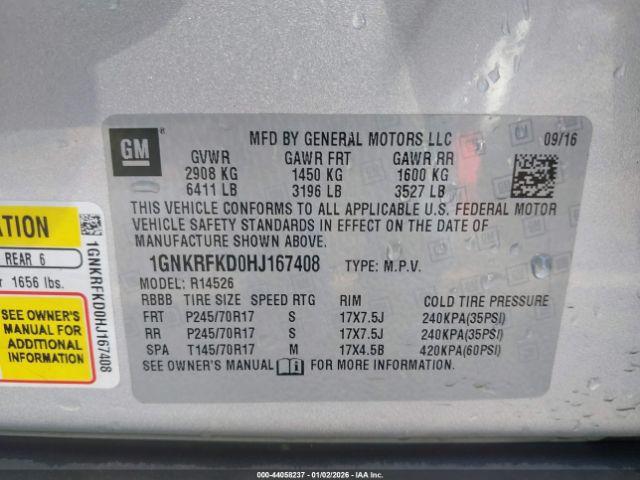 GM
®
MFD BY GENERAL MOTORS LLC 09/16
GVWR GAWR FRT GAWR RR
2908 KG 1450 KG 1600 KG
6411 LB 3196 LB 3527 LB
THIS VEHICLE CONFORMS TO ALL APPLICABLE U.S. FEDERAL MOTOR
VEHICLE SAFETY STANDARDS IN EFFECT ON THE DATE OF
MANUFACTURE SHOWN ABOVE.
1GNKRFKD0HJ167408 TYPE: M.P.V.
MODEL: R14526
RBBB TIRE SIZE SPEED RTG RIM COLD TIRE PRESSURE
FRT P245/70R17 S 17X7.5J 240KPA(35PSI)
RR P245/70R17 S 17X7.5J 240KPA(35PSI)
SPA T145/70R17 M 17X4.5B 420KPA(60PSI)
SEE OWNER'S MANUAL FOR MORE INFORMATION.
ATION
REAR 6
r 1656 lbs.
SEE OWNER'S
MANUAL FOR
ADDITIONAL
INFORMATION
1GNKRFKD0HJ167408
000-44058237 - 01/02/2026 - IAA Inc.